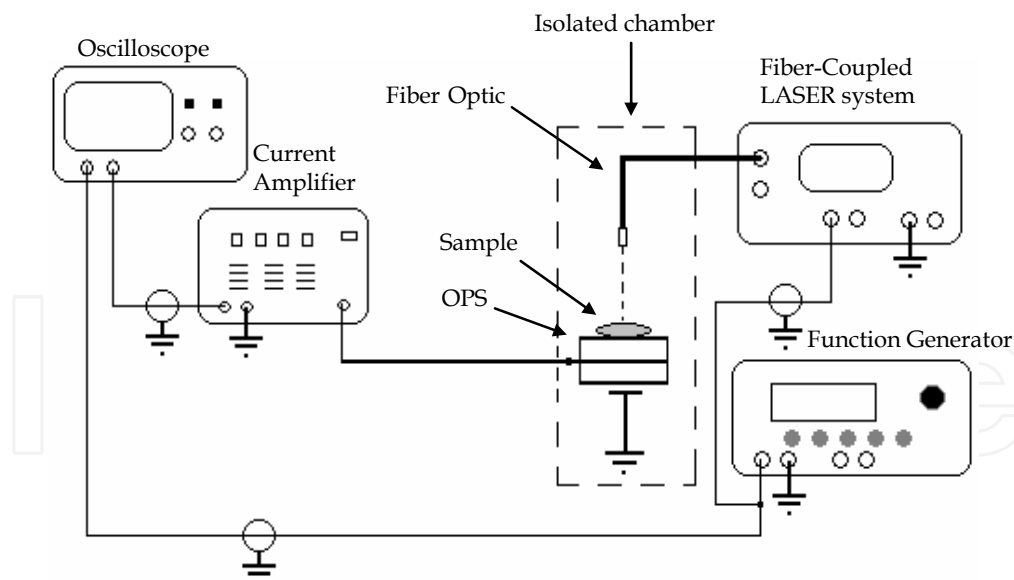 Isolated chamber
Oscilloscope
Fiber-Coupled
LASER system
Fiber Optic
Current
Amplifier
Sample
OPS
Function Generator